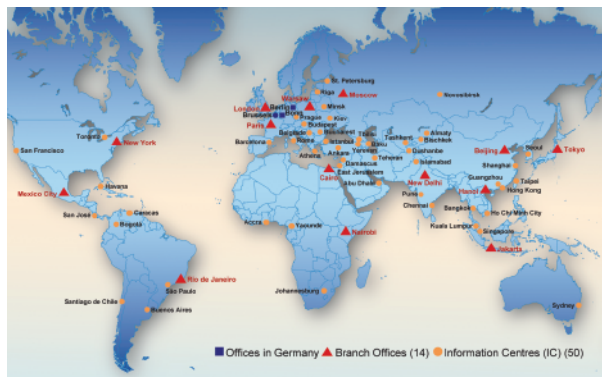 St. Petersburg
Riga
Moscow
Novosibirsk
Warsaw
London
Berlin
Minsk
Brussels
Bonn
Kiev
Paris
Prague
Budapest
Toronto
New York
San Francisco
Barcelona
Belgrade
Bucharest
Rome
Istanbul
Tbilisi
Baku
Tashkent
Almaty
Bischkek
Athens
Ankara
Yerevan
Dushanbe
Beijing
Seoul
Tokyo
Damascus
Teheran
Islamabad
Shanghai
East Jerusalem
Cairo
Abu Dhabi
New Delhi
Guangzhou
Taipei
Hong Kong
Mexico City
Havana
Hanoi
Pune
San José
Caracas
Chennai
Bangkok
Ho Chi Minh City
Bogotá
Accra
Yaounde
Kuala Lumpur
Singapore
Nairobi
Jakarta
Rio de Janeiro
São Paulo
Santiago de Chile
Buenos Aires
Johannesburg
Sydney
Offices in Germany
Branch Offices (14)
Information Centres (IC) (50)